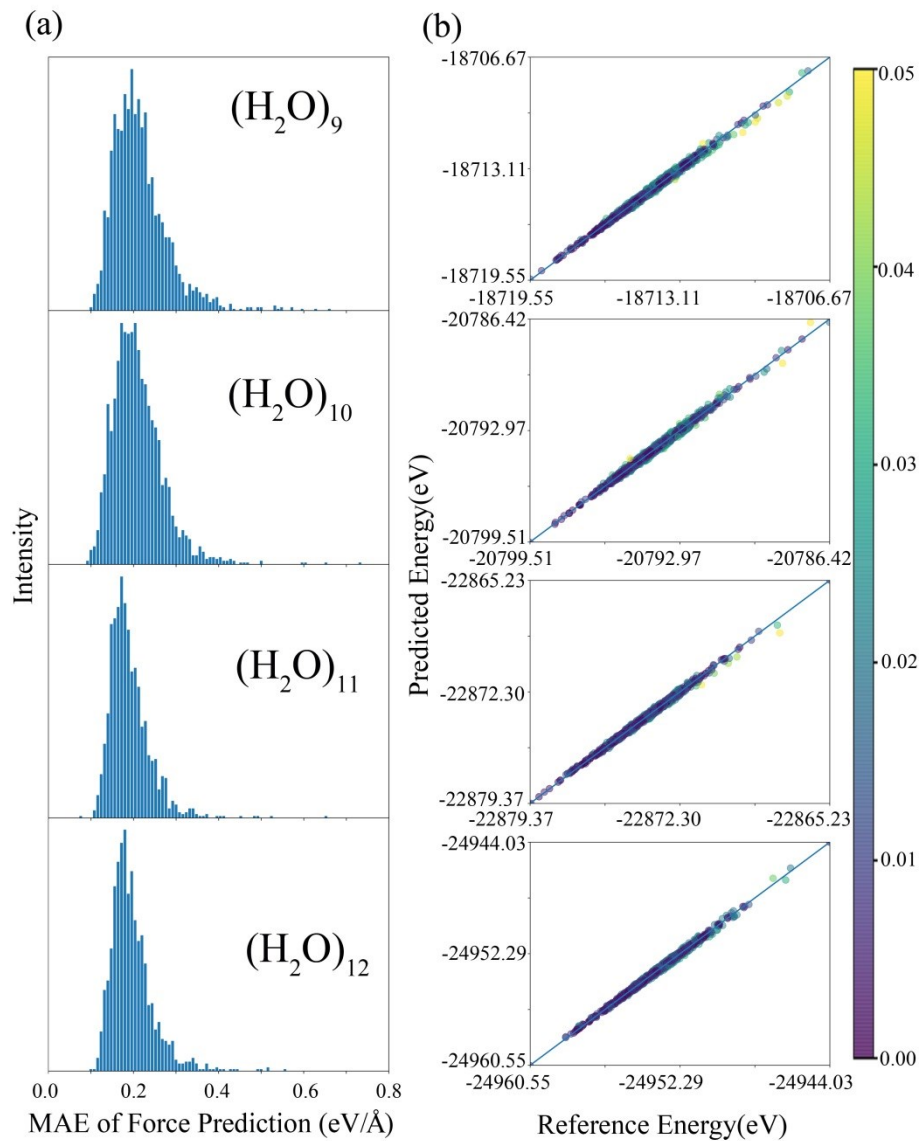 (a)
(H₂O)₉
(H₂O)₁₀
(H₂O)₁₁
(H₂O)₁₂
Intensity
0.0 0.2 0.4 0.6 0.8
MAE of Force Prediction (eV/Å)
(b)
-18706.67
-18713.11
-18719.55
-18719.55 -18713.11 -18706.67
-20786.42
-20792.97
-20799.51
-20799.51 -20792.97 -20786.42
-22865.23
-22872.30
-22879.37
-22879.37 -22872.30 -22865.23
-24944.03
-24952.29
-24960.55
-24960.55 -24952.29 -24944.03
Predicted Energy(eV)
Reference Energy(eV)
0.05
0.04
0.03
0.02
0.01
0.00